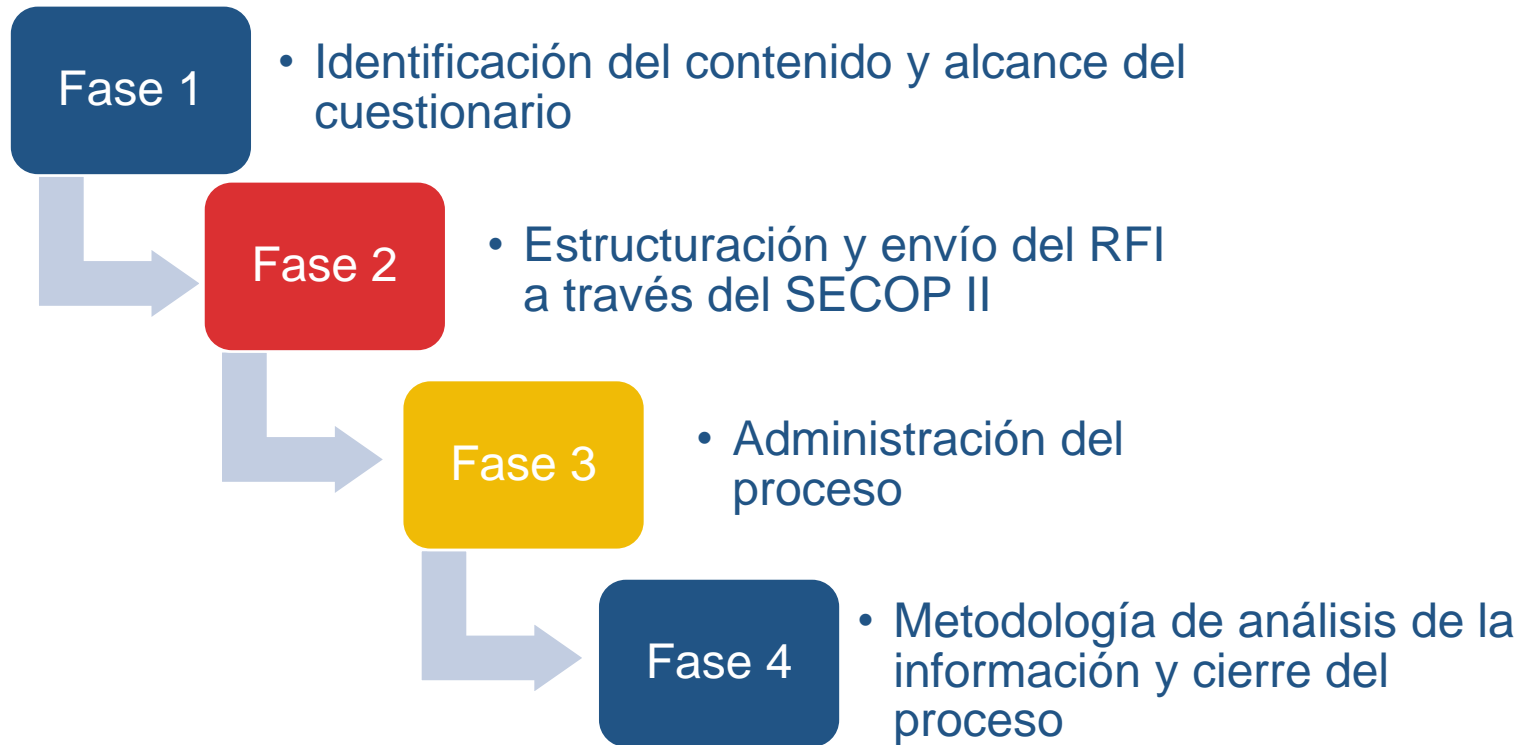 Fase 1
• Identificación del contenido y alcance del
cuestionario
Fase 2
• Estructuración y envío del RFI
a través del SECOP II
Fase 3
• Administración del
proceso
Fase 4
• Metodología de análisis de la
información y cierre del
proceso